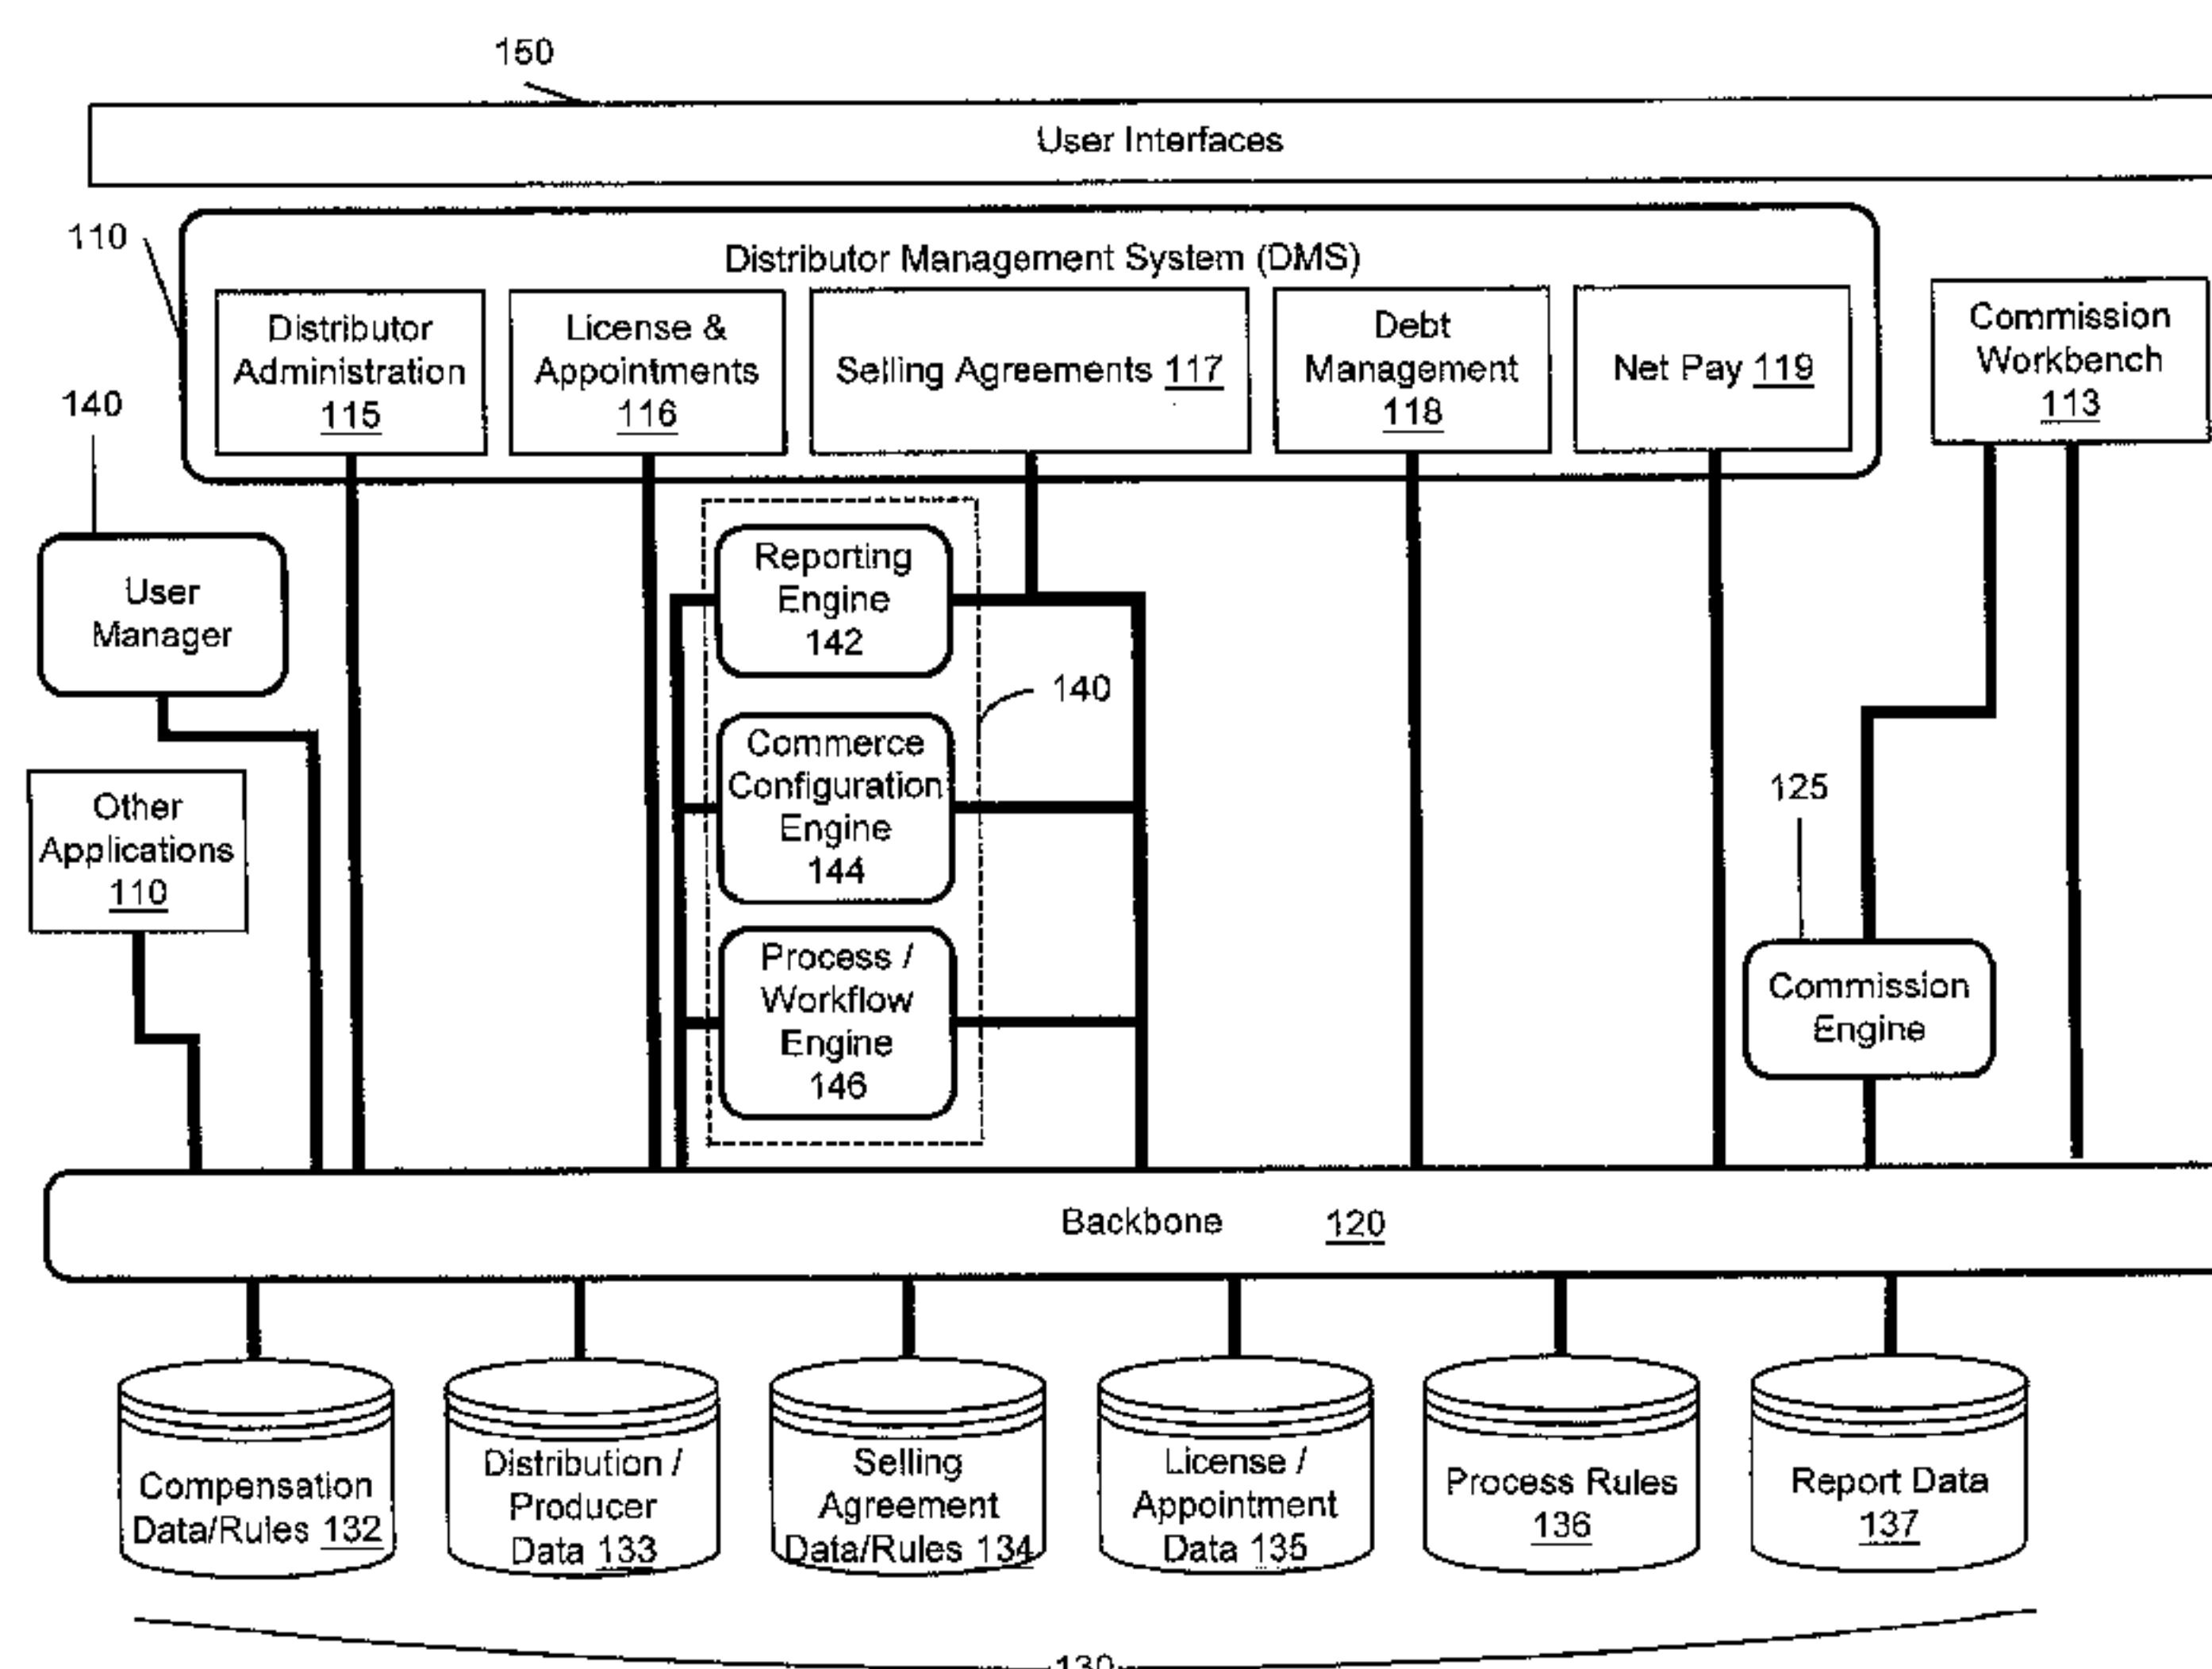 150
User Interfaces
110
Distributor Management System (DMS)
Distributor
Administration
115
License &
Appointments
116
Selling Agreements 117
Debt
Management
118
Net Pay 119
Commission
Workbench
113
140
User
Manager
Reporting
Engine
142
140
Commerce
Configuration
Engine
144
Other
Applications
110
125
Process /
Workflow
Engine
146
Commission
Engine
Backbone 120
Compensation
Data/Rules 132
Distribution /
Producer
Data 133
Selling
Agreement
Data/Rules 134
License /
Appointment
Data 135
Process Rules
136
Report Data
137
130